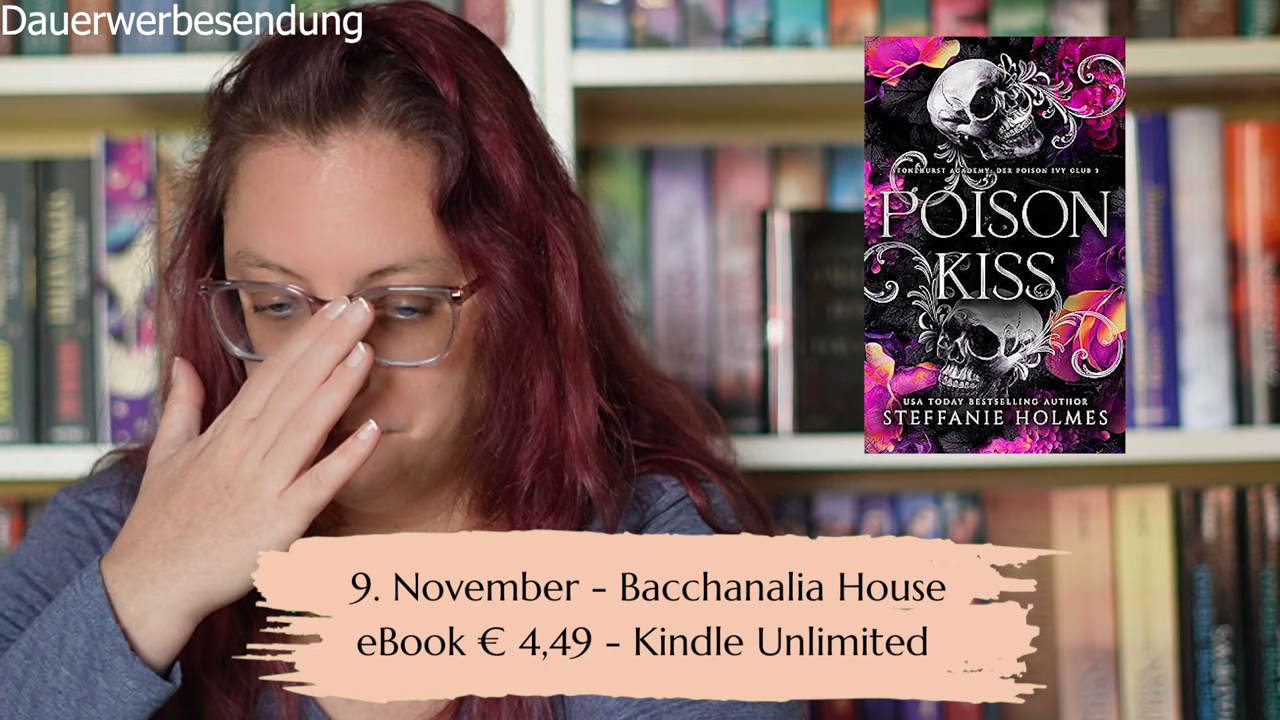 Dauerwerbesendung
STONEHURST ACADEMY: DER POISON IVY CLUB 3
POISON
KISS
USA TODAY BESTSELLING AUTHOR
STEFFANIE HOLMES
9. November - Bacchanalia House
eBook € 4,49 - Kindle Unlimited